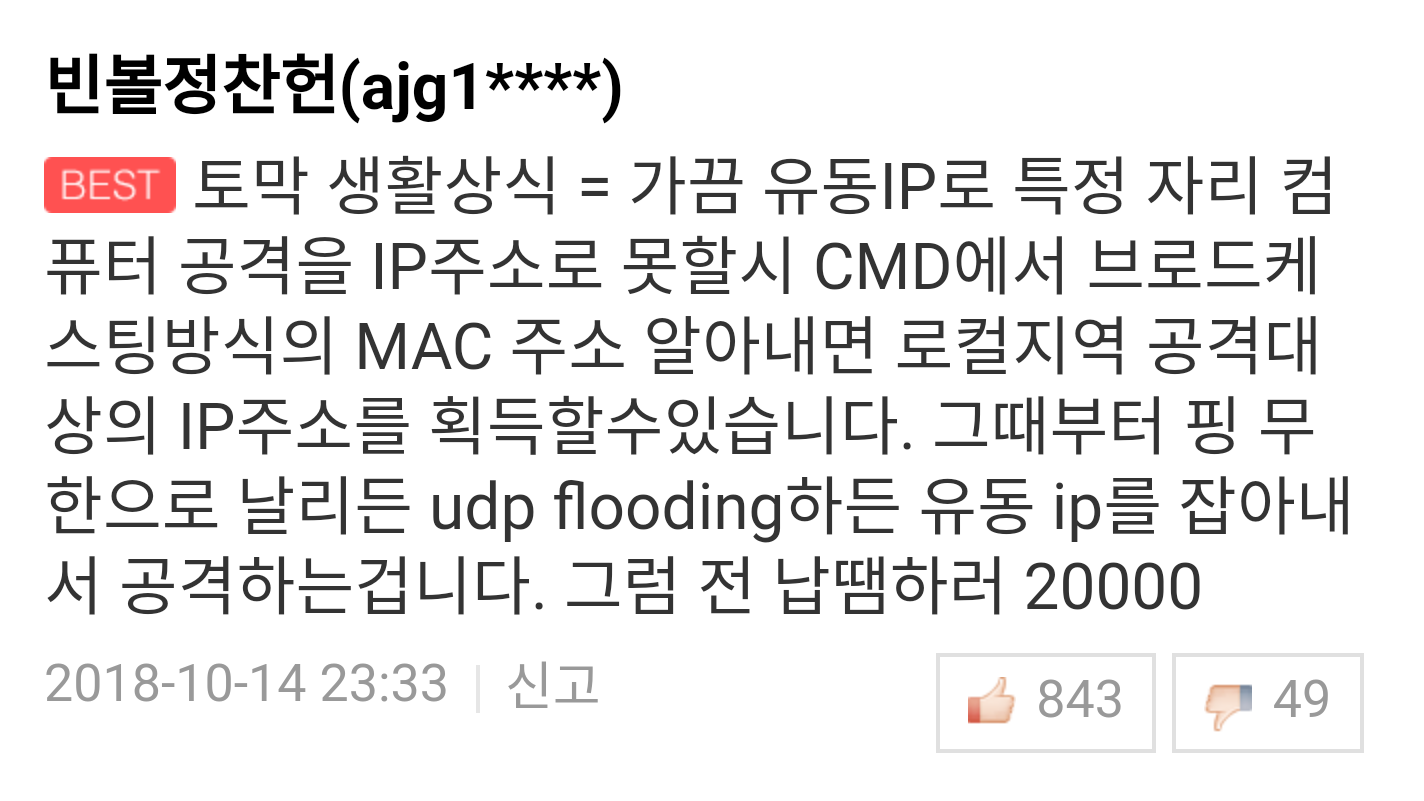 빈볼정찬헌(ajg1****)
BEST 토막 생활상식 = 가끔 유동IP로 특정 자리 컴
퓨터 공격을 IP주소로 못할시 CMD에서 브로드케
스팅방식의 MAC 주소 알아내면 로컬지역 공격대
상의 IP주소를 획득할수있습니다. 그때부터 핑 무
한으로 날리든 udp flooding하든 유동 ip를 잡아내
서 공격하는겁니다. 그럼 전 납땜하러 20000
2018-10-14 23:33 | 신고 843 49